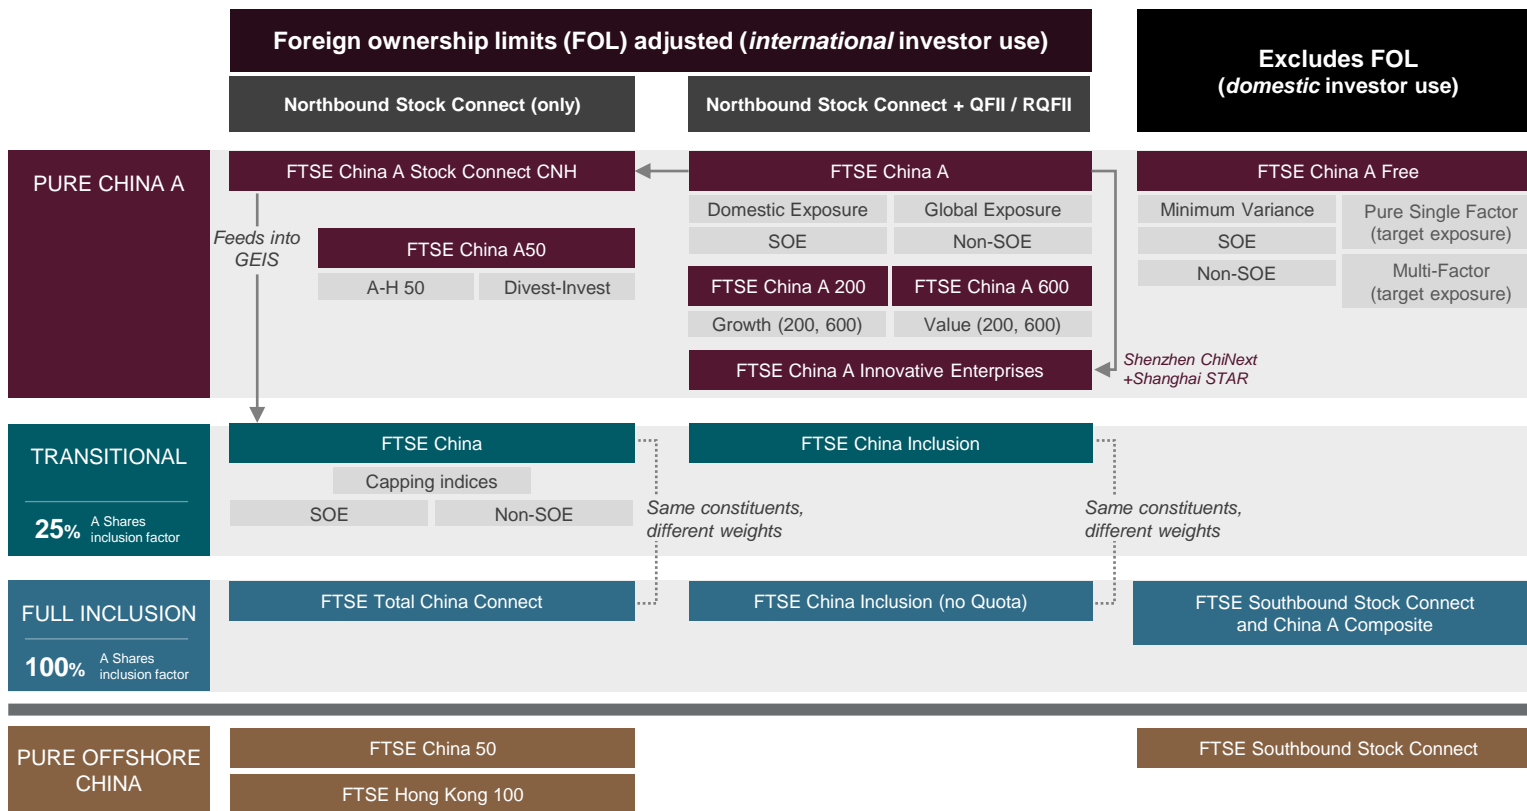 Foreign ownership limits (FOL) adjusted (international investor use)
Excludes FOL
(domestic investor use)
Northbound Stock Connect (only)
Northbound Stock Connect + QFII / RQFII
PURE CHINA A
FTSE China A Stock Connect CNH
FTSE China A
FTSE China A Free
Feeds into
GEIS
FTSE China A50
A-H 50
Divest-Invest
Domestic Exposure
Global Exposure
SOE
Non-SOE
FTSE China A 200
FTSE China A 600
Growth (200, 600)
Value (200, 600)
FTSE China A Innovative Enterprises
Shenzhen ChiNext
+Shanghai STAR
Minimum Variance
SOE
Non-SOE
Pure Single Factor
(target exposure)
Multi-Factor
(target exposure)
TRANSITIONAL
25% A Shares
inclusion factor
FTSE China
Capping indices
SOE
Non-SOE
Same constituents,
different weights
FTSE China Inclusion
Same constituents,
different weights
FULL INCLUSION
100% A Shares
inclusion factor
FTSE Total China Connect
FTSE China Inclusion (no Quota)
FTSE Southbound Stock Connect
and China A Composite
PURE OFFSHORE
CHINA
FTSE China 50
FTSE Hong Kong 100
FTSE Southbound Stock Connect